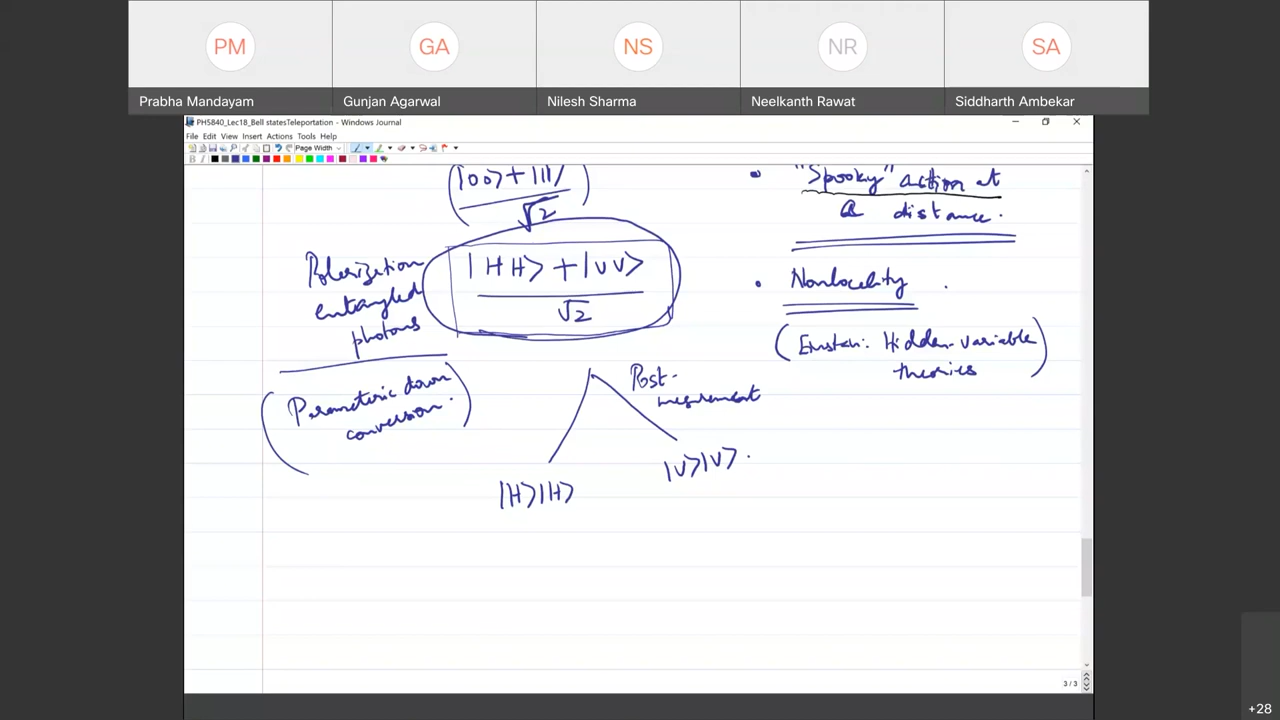 PM
GA
NS
NR
SA
Prabha Mandayam
Gunjan Agarwal
Nilesh Sharma
Neelkanth Rawat
Siddharth Ambekar
PH5840_Lec18_Bell statesTeleportation - Windows Journal
File Edit View Insert Actions Tools Help
Page Width
B I
(|00> + |11>/√2)
Polarization
entangled
photons
|HH> + |VV>
√2
(Parametric down
conversion.)
Post-
measurement
|H>|H>
|V>|V>.
• "Spooky" action at
a distance.
• Nonlocality.
(Einstein: Hidden-variable
theories)
3 / 3
+28